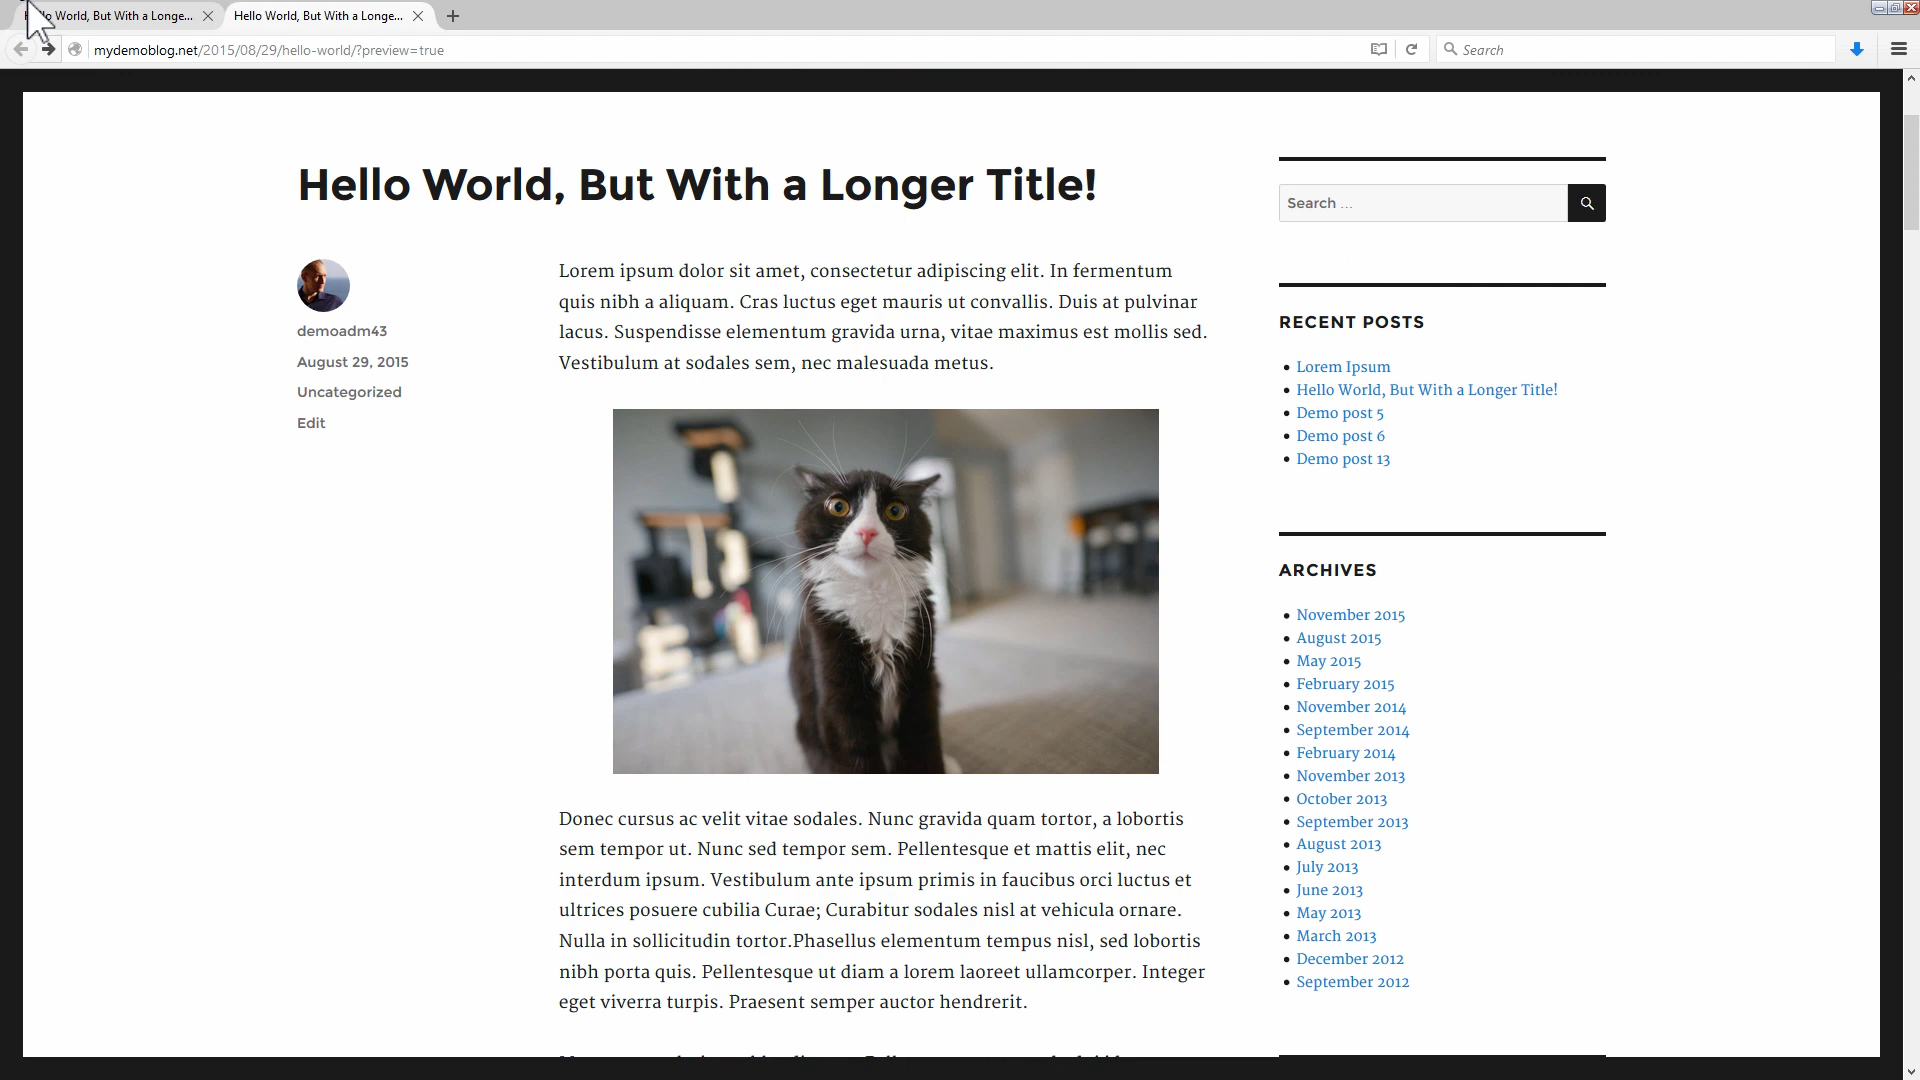 World, But With a Longe...
Hello World, But With a Longe...
mydemoblog.net/2015/08/29/hello-world/?preview=true
Search
Hello World, But With a Longer Title!
demoadm43
August 29, 2015
Uncategorized
Edit
Lorem ipsum dolor sit amet, consectetur adipiscing elit. In fermentum
quis nibh a aliquam. Cras luctus eget mauris ut convallis. Duis at pulvinar
lacus. Suspendisse elementum gravida urna, vitae maximus est mollis sed.
Vestibulum at sodales sem, nec malesuada metus.
Donec cursus ac velit vitae sodales. Nunc gravida quam tortor, a lobortis
sem tempor ut. Nunc sed tempor sem. Pellentesque et mattis elit, nec
interdum ipsum. Vestibulum ante ipsum primis in faucibus orci luctus et
ultrices posuere cubilia Curae; Curabitur sodales nisl at vehicula ornare.
Nulla in sollicitudin tortor.Phasellus elementum tempus nisl, sed lobortis
nibh porta quis. Pellentesque ut diam a lorem laoreet ullamcorper. Integer
eget viverra turpis. Praesent semper auctor hendrerit.
Search ...
RECENT POSTS
Lorem Ipsum
Hello World, But With a Longer Title!
Demo post 5
Demo post 6
Demo post 13
ARCHIVES
November 2015
August 2015
May 2015
February 2015
November 2014
September 2014
February 2014
November 2013
October 2013
September 2013
August 2013
July 2013
June 2013
May 2013
March 2013
December 2012
September 2012